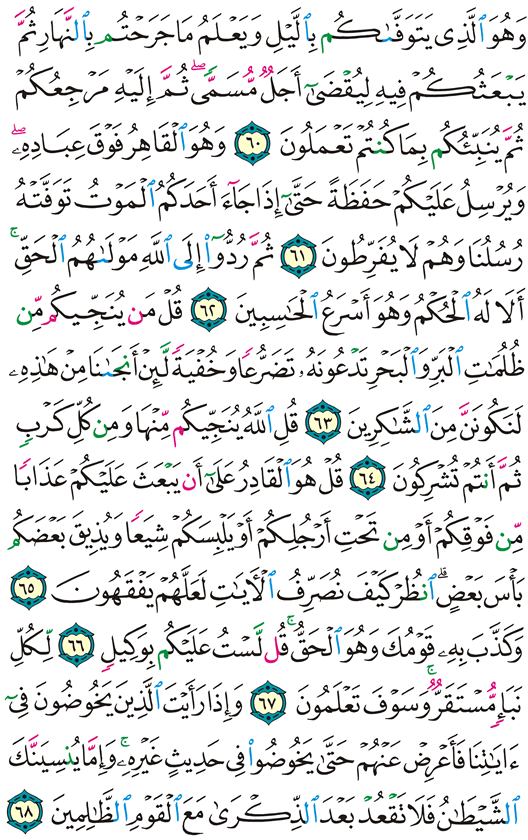 وَهُوَ ٱلَّذِى يَتَوَفَّىٰكُم بِٱلَّيْلِ وَيَعْلَمُ مَا جَرَحْتُم بِٱلنَّهَارِ ثُمَّ
يَبْعَثُكُمْ فِيهِ لِيُقْضَىٰٓ أَجَلٌ مُّسَمًّى ۖ ثُمَّ إِلَيْهِ مَرْجِعُكُمْ
ثُمَّ يُنَبِّئُكُم بِمَا كُنتُمْ تَعْمَلُونَ ٦٠ وَهُوَ ٱلْقَاهِرُ فَوْقَ عِبَادِهِۦ ۖ
وَيُرْسِلُ عَلَيْكُمْ حَفَظَةً حَتَّىٰٓ إِذَا جَآءَ أَحَدَكُمُ ٱلْمَوْتُ تَوَفَّتْهُ
رُسُلُنَا وَهُمْ لَا يُفَرِّطُونَ ٦١ ثُمَّ رُدُّوٓا۟ إِلَى ٱللَّهِ مَوْلَىٰهُمُ ٱلْحَقِّ ۚ
أَلَا لَهُ ٱلْحُكْمُ وَهُوَ أَسْرَعُ ٱلْحَـٰسِبِينَ ٦٢ قُلْ مَن يُنَجِّيكُم مِّن
ظُلُمَـٰتِ ٱلْبَرِّ وَٱلْبَحْرِ تَدْعُونَهُۥ تَضَرُّعًا وَخُفْيَةً لَّئِنْ أَنجَىٰنَا مِنْ هَـٰذِهِۦ
لَنَكُونَنَّ مِنَ ٱلشَّـٰكِرِينَ ٦٣ قُلِ ٱللَّهُ يُنَجِّيكُم مِّنْهَا وَمِن كُلِّ كَرْبٍ
ثُمَّ أَنتُمْ تُشْرِكُونَ ٦٤ قُلْ هُوَ ٱلْقَادِرُ عَلَىٰٓ أَن يَبْعَثَ عَلَيْكُمْ عَذَابًا
مِّن فَوْقِكُمْ أَوْ مِن تَحْتِ أَرْجُلِكُمْ أَوْ يَلْبِسَكُمْ شِيَعًا وَيُذِيقَ بَعْضَكُم
بَأْسَ بَعْضٍ ۗ ٱنظُرْ كَيْفَ نُصَرِّفُ ٱلْـَٔايَـٰتِ لَعَلَّهُمْ يَفْقَهُونَ ٦٥
وَكَذَّبَ بِهِۦ قَوْمُكَ وَهُوَ ٱلْحَقُّ ۚ قُل لَّسْتُ عَلَيْكُم بِوَكِيلٍ ٦٦ لِّكُلِّ
نَبَإٍ مُّسْتَقَرٌّ ۚ وَسَوْفَ تَعْلَمُونَ ٦٧ وَإِذَا رَأَيْتَ ٱلَّذِينَ يَخُوضُونَ فِىٓ
ءَايَـٰتِنَا فَأَعْرِضْ عَنْهُمْ حَتَّىٰ يَخُوضُوا۟ فِى حَدِيثٍ غَيْرِهِۦ ۚ وَإِمَّا يُنسِيَنَّكَ
ٱلشَّيْطَـٰنُ فَلَا تَقْعُدْ بَعْدَ ٱلذِّكْرَىٰ مَعَ ٱلْقَوْمِ ٱلظَّـٰلِمِينَ ٦٨